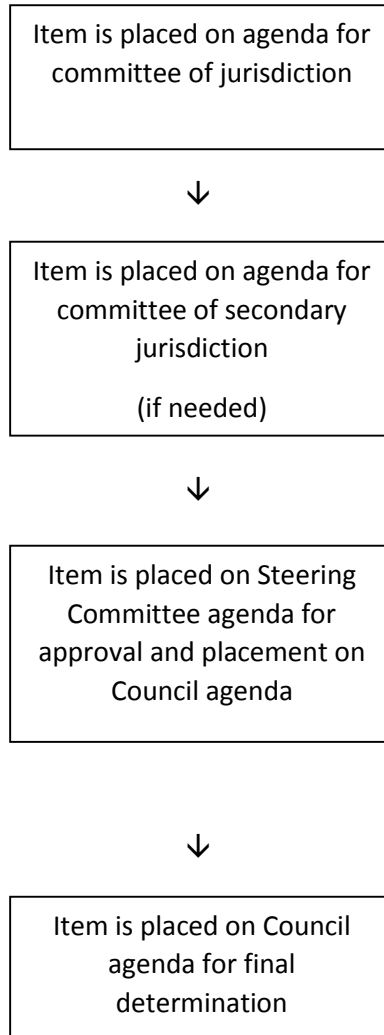 Item is placed on agenda for
committee of jurisdiction
↓
Item is placed on agenda for
committee of secondary
jurisdiction
(if needed)
↓
Item is placed on Steering
Committee agenda for
approval and placement on
Council agenda
↓
Item is placed on Council
agenda for final
determination